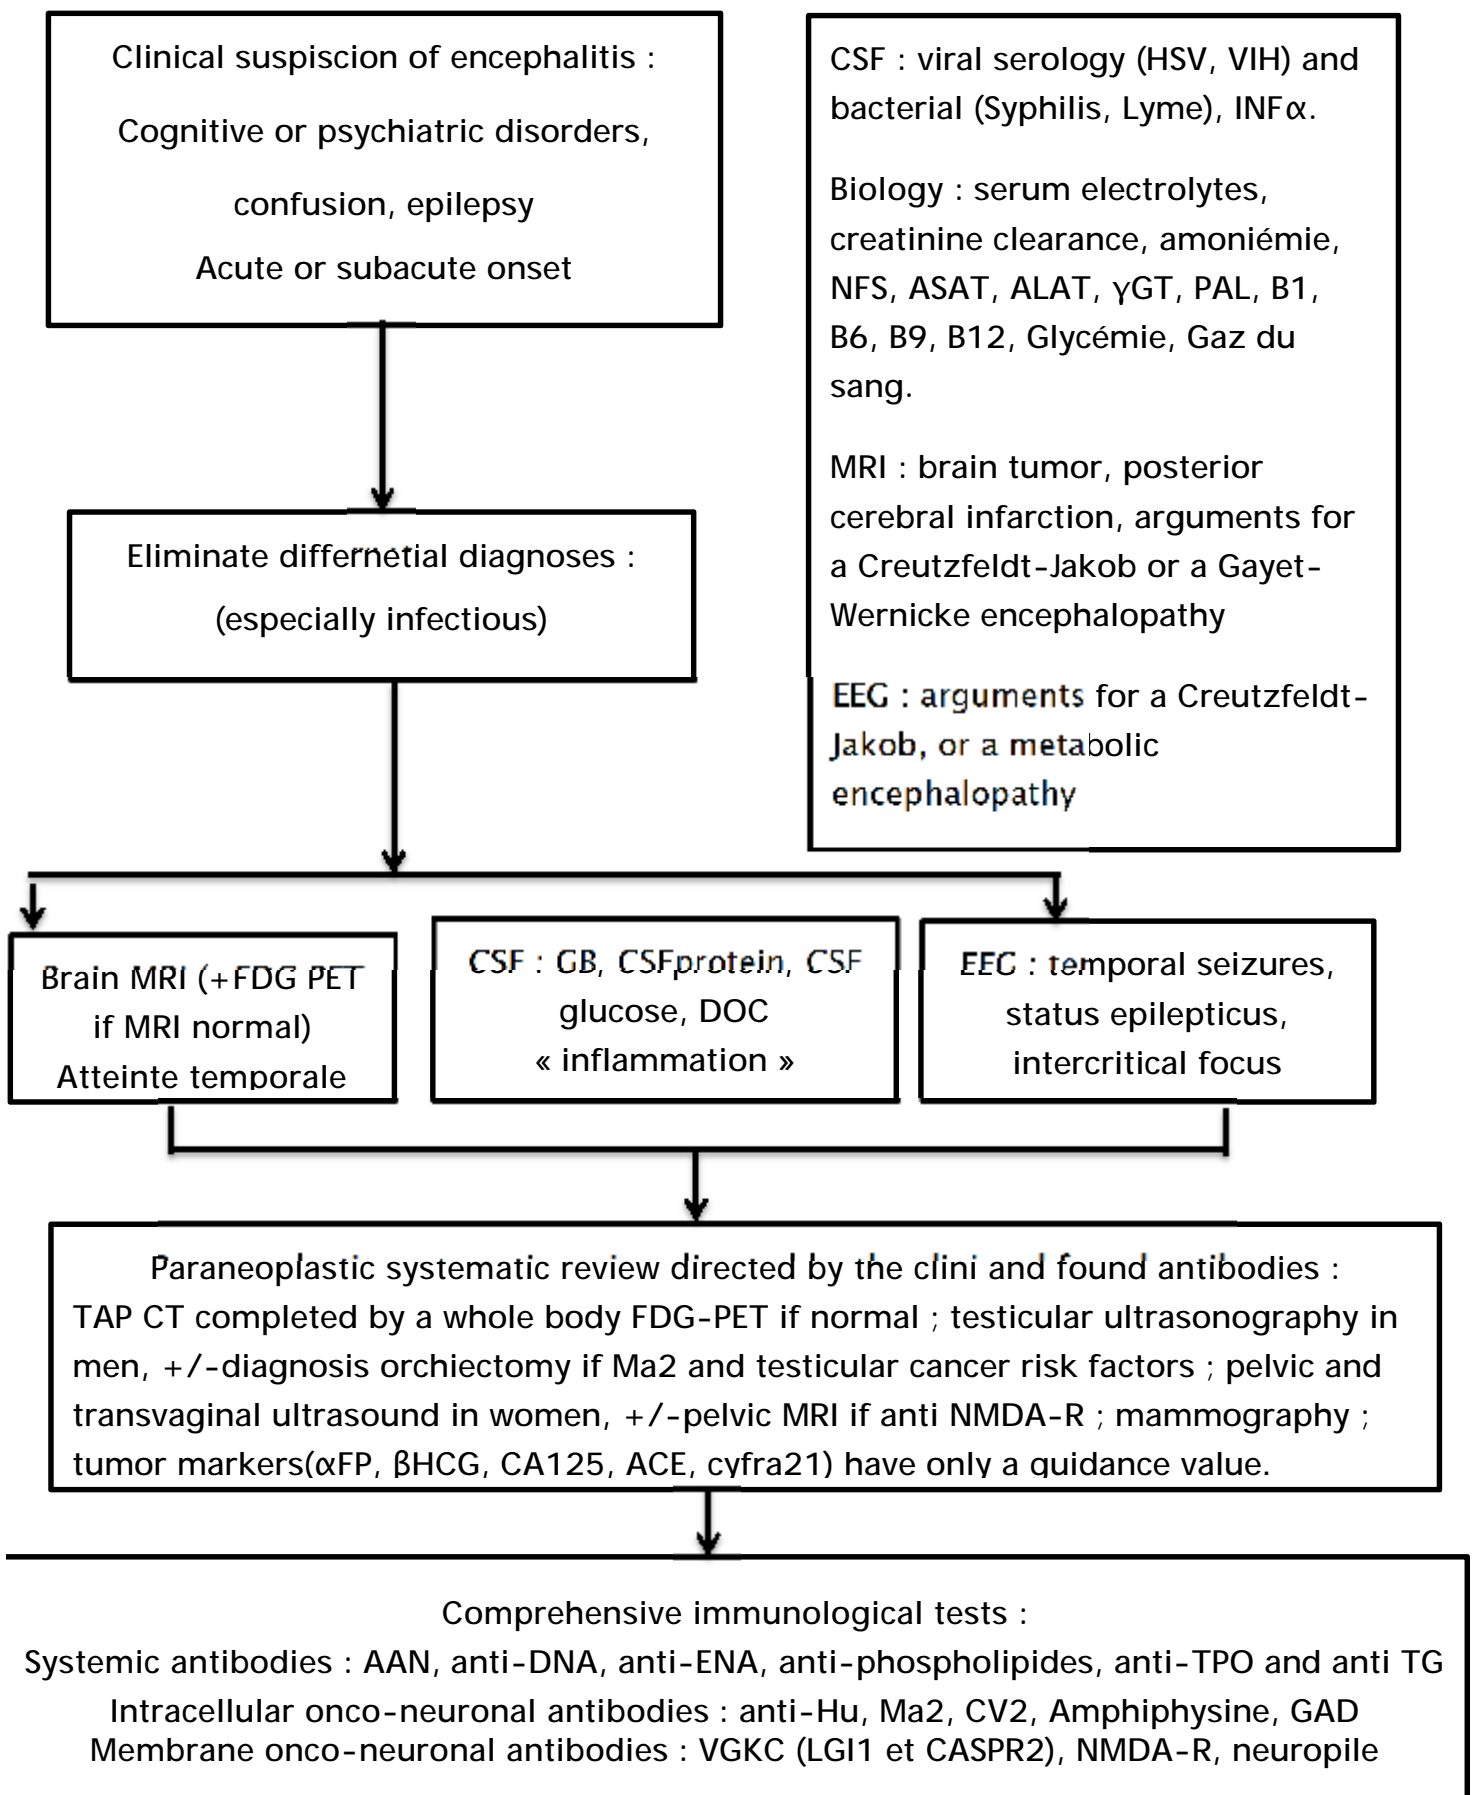 Clinical suspiscion of encephalitis :
Cognitive or psychiatric disorders,
confusion, epilepsy
Acute or subacute onset
CSF : viral serology (HSV, VIH) and
bacterial (Syphilis, Lyme), INFα.
Biology : serum electrolytes,
creatinine clearance, amoniémie,
NFS, ASAT, ALAT, γGT, PAL, B1,
B6, B9, B12, Glycémie, Gaz du
sang.
MRI : brain tumor, posterior
cerebral infarction, arguments for
a Creutzfeldt-Jakob or a Gayet-
Wernicke encephalopathy
EEG : arguments for a Creutzfeldt-
Jakob, or a metabolic
encephalopathy
Eliminate differnetial diagnoses :
(especially infectious)
Brain MRI (+FDG PET
if MRI normal)
Atteinte temporale
CSF : GB, CSFprotein, CSF
glucose, DOC
« inflammation »
EEG : temporal seizures,
status epilepticus,
intercritical focus
Paraneoplastic systematic review directed by the clini and found antibodies :
TAP CT completed by a whole body FDG-PET if normal ; testicular ultrasonography in
men, +/-diagnosis orchiectomy if Ma2 and testicular cancer risk factors ; pelvic and
transvaginal ultrasound in women, +/-pelvic MRI if anti NMDA-R ; mammography ;
tumor markers(αFP, βHCG, CA125, ACE, cyfra21) have only a guidance value.
Comprehensive immunological tests :
Systemic antibodies : AAN, anti-DNA, anti-ENA, anti-phospholipides, anti-TPO and anti TG
Intracellular onco-neuronal antibodies : anti-Hu, Ma2, CV2, Amphiphysine, GAD
Membrane onco-neuronal antibodies : VGKC (LGI1 et CASPR2), NMDA-R, neuropile